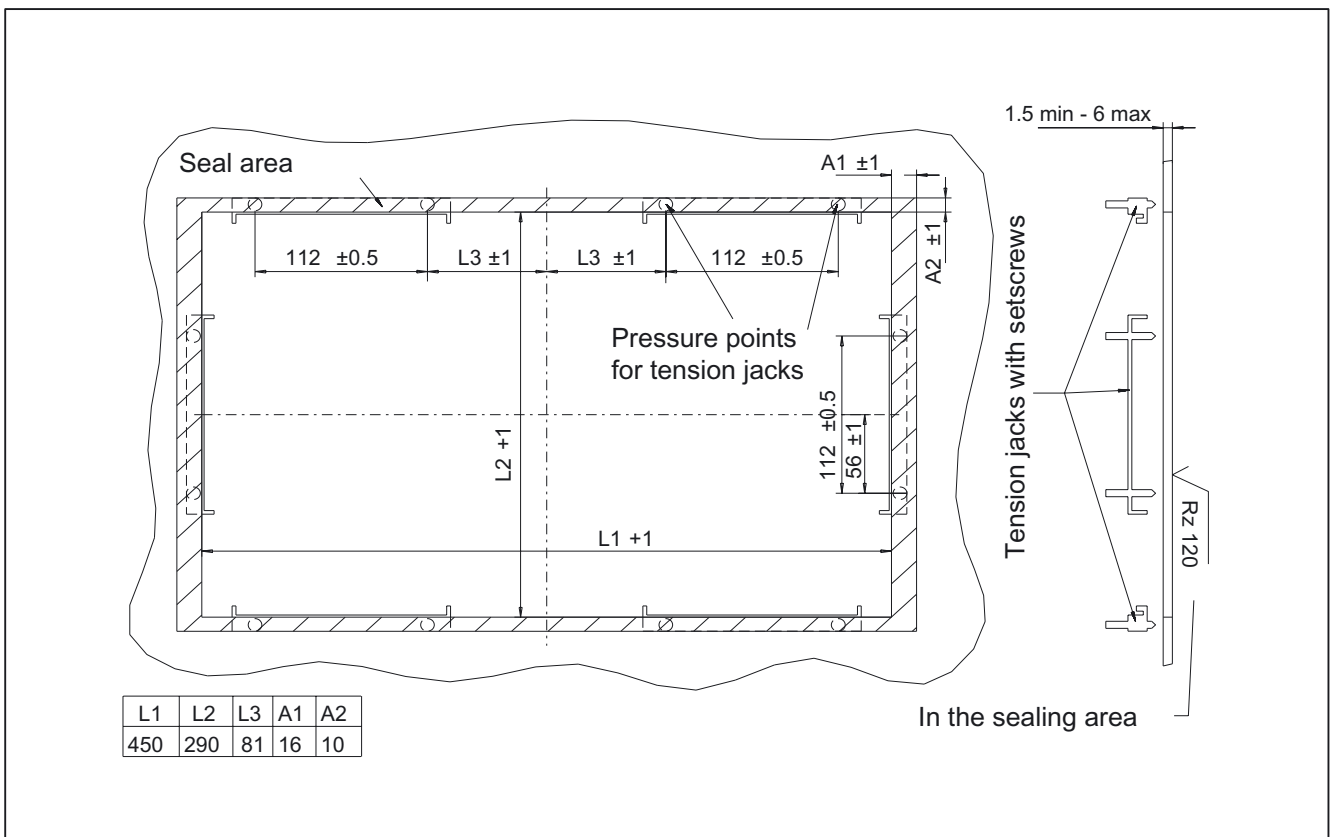 1.5 min - 6 max
Seal area
A1 ±1
A2 ±1
112 ±0.5
L3 ±1
L3 ±1
112 ±0.5
Pressure points
for tension jacks
112 ±0.5
56 ±1
L2 +1
L1 +1
Tension jacks with setscrews
Rz 120
In the sealing area
L1 L2 L3 A1 A2
450 290 81 16 10